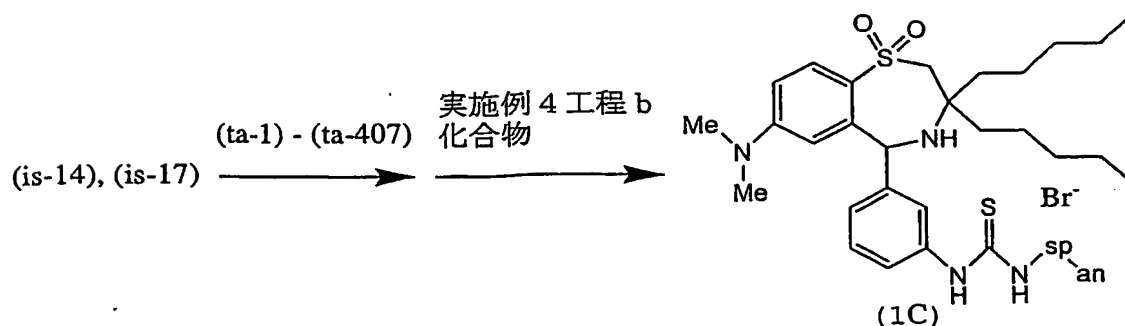 (is-14), (is-17)
(ta-1) - (ta-407)
実施例 4 工程 b
化合物
O O
S
Me
N
Me
NH
S
Br-
N
H
N
H
sp
an
(1C)